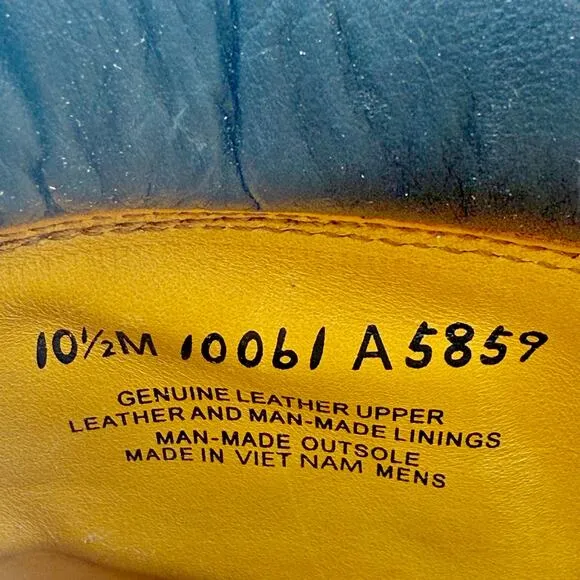 10½M 10061 A5859
GENUINE LEATHER UPPER
LEATHER AND MAN-MADE LININGS
MAN-MADE OUTSOLE
MADE IN VIET NAM MENS